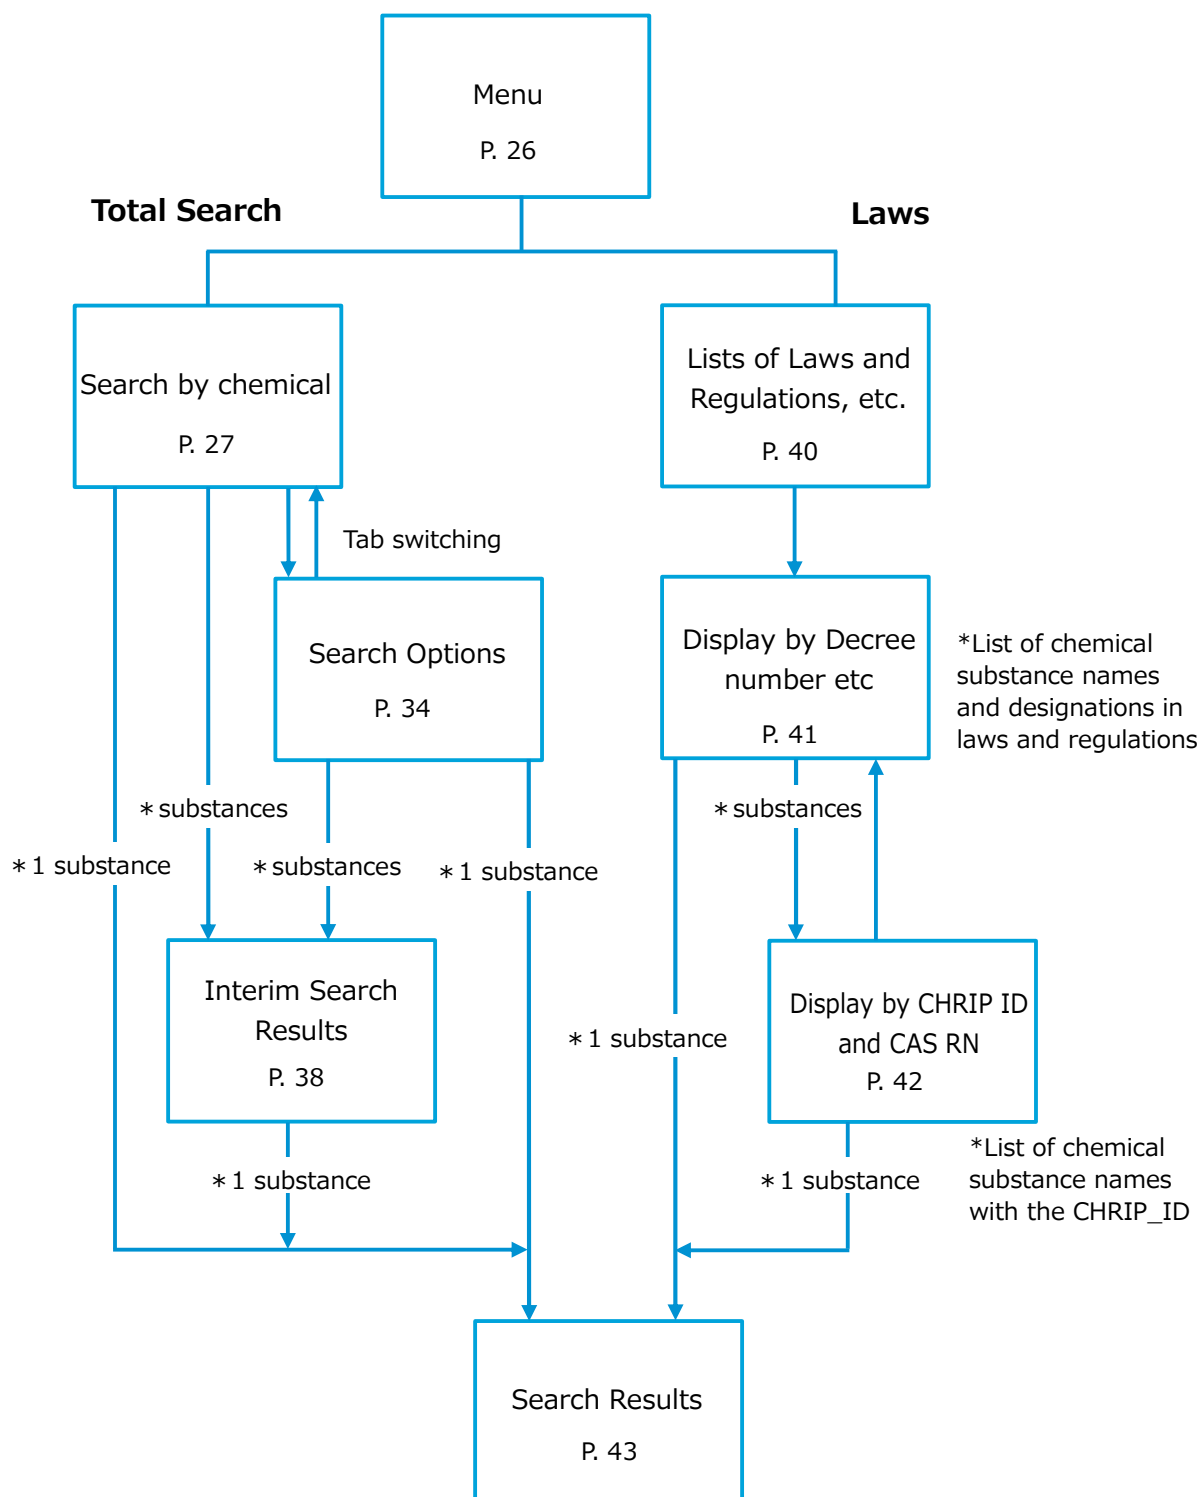 Menu
P. 26
Total Search
Laws
Search by chemical
P. 27
Lists of Laws and
Regulations, etc.
P. 40
Tab switching
Search Options
P. 34
Display by Decree
number etc
P. 41
*List of chemical
substance names
and designations in
laws and regulations
＊substances
＊1 substance
＊substances
＊1 substance
＊substances
Interim Search
Results
P. 38
＊1 substance
Display by CHRIP ID
and CAS RN
P. 42
＊1 substance
＊1 substance
*List of chemical
substance names
with the CHRIP_ID
Search Results
P. 43